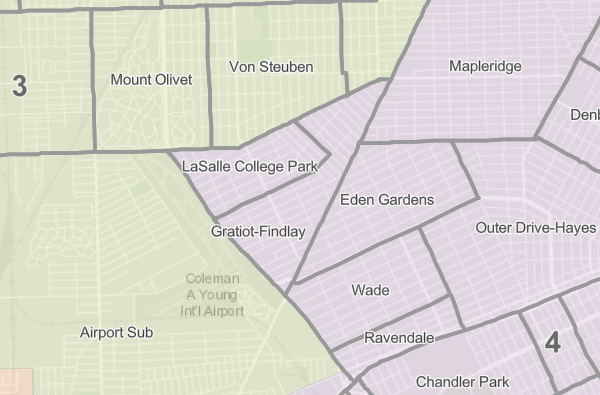 Mapleridge
Von Steuben
Mount Olivet
3
LaSalle College Park
Eden Gardens
Outer Drive-Hayes
Gratiot-Findlay
Coleman
A Young
Int'l Airport
Wade
Airport Sub
Ravendale
4
Chandler Park